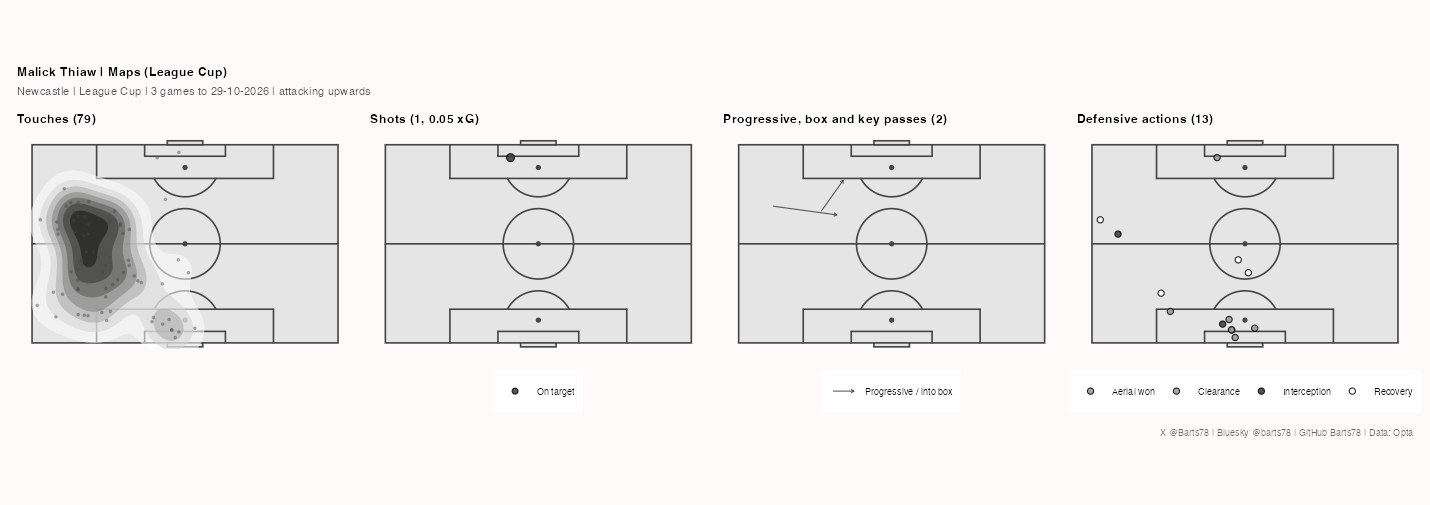 Malick Thiaw | Maps (League Cup)
Newcastle | League Cup | 3 games to 29-10-2026 | attacking upwards
Touches (79)
Shots (1, 0.05 xG)
Progressive, box and key passes (2)
Defensive actions (13)
On target
Progressive / into box
Aerial won
Clearance
Interception
Recovery
X @Barts78 | Bluesky @barts78 | GitHub Barts78 | Data: Opta